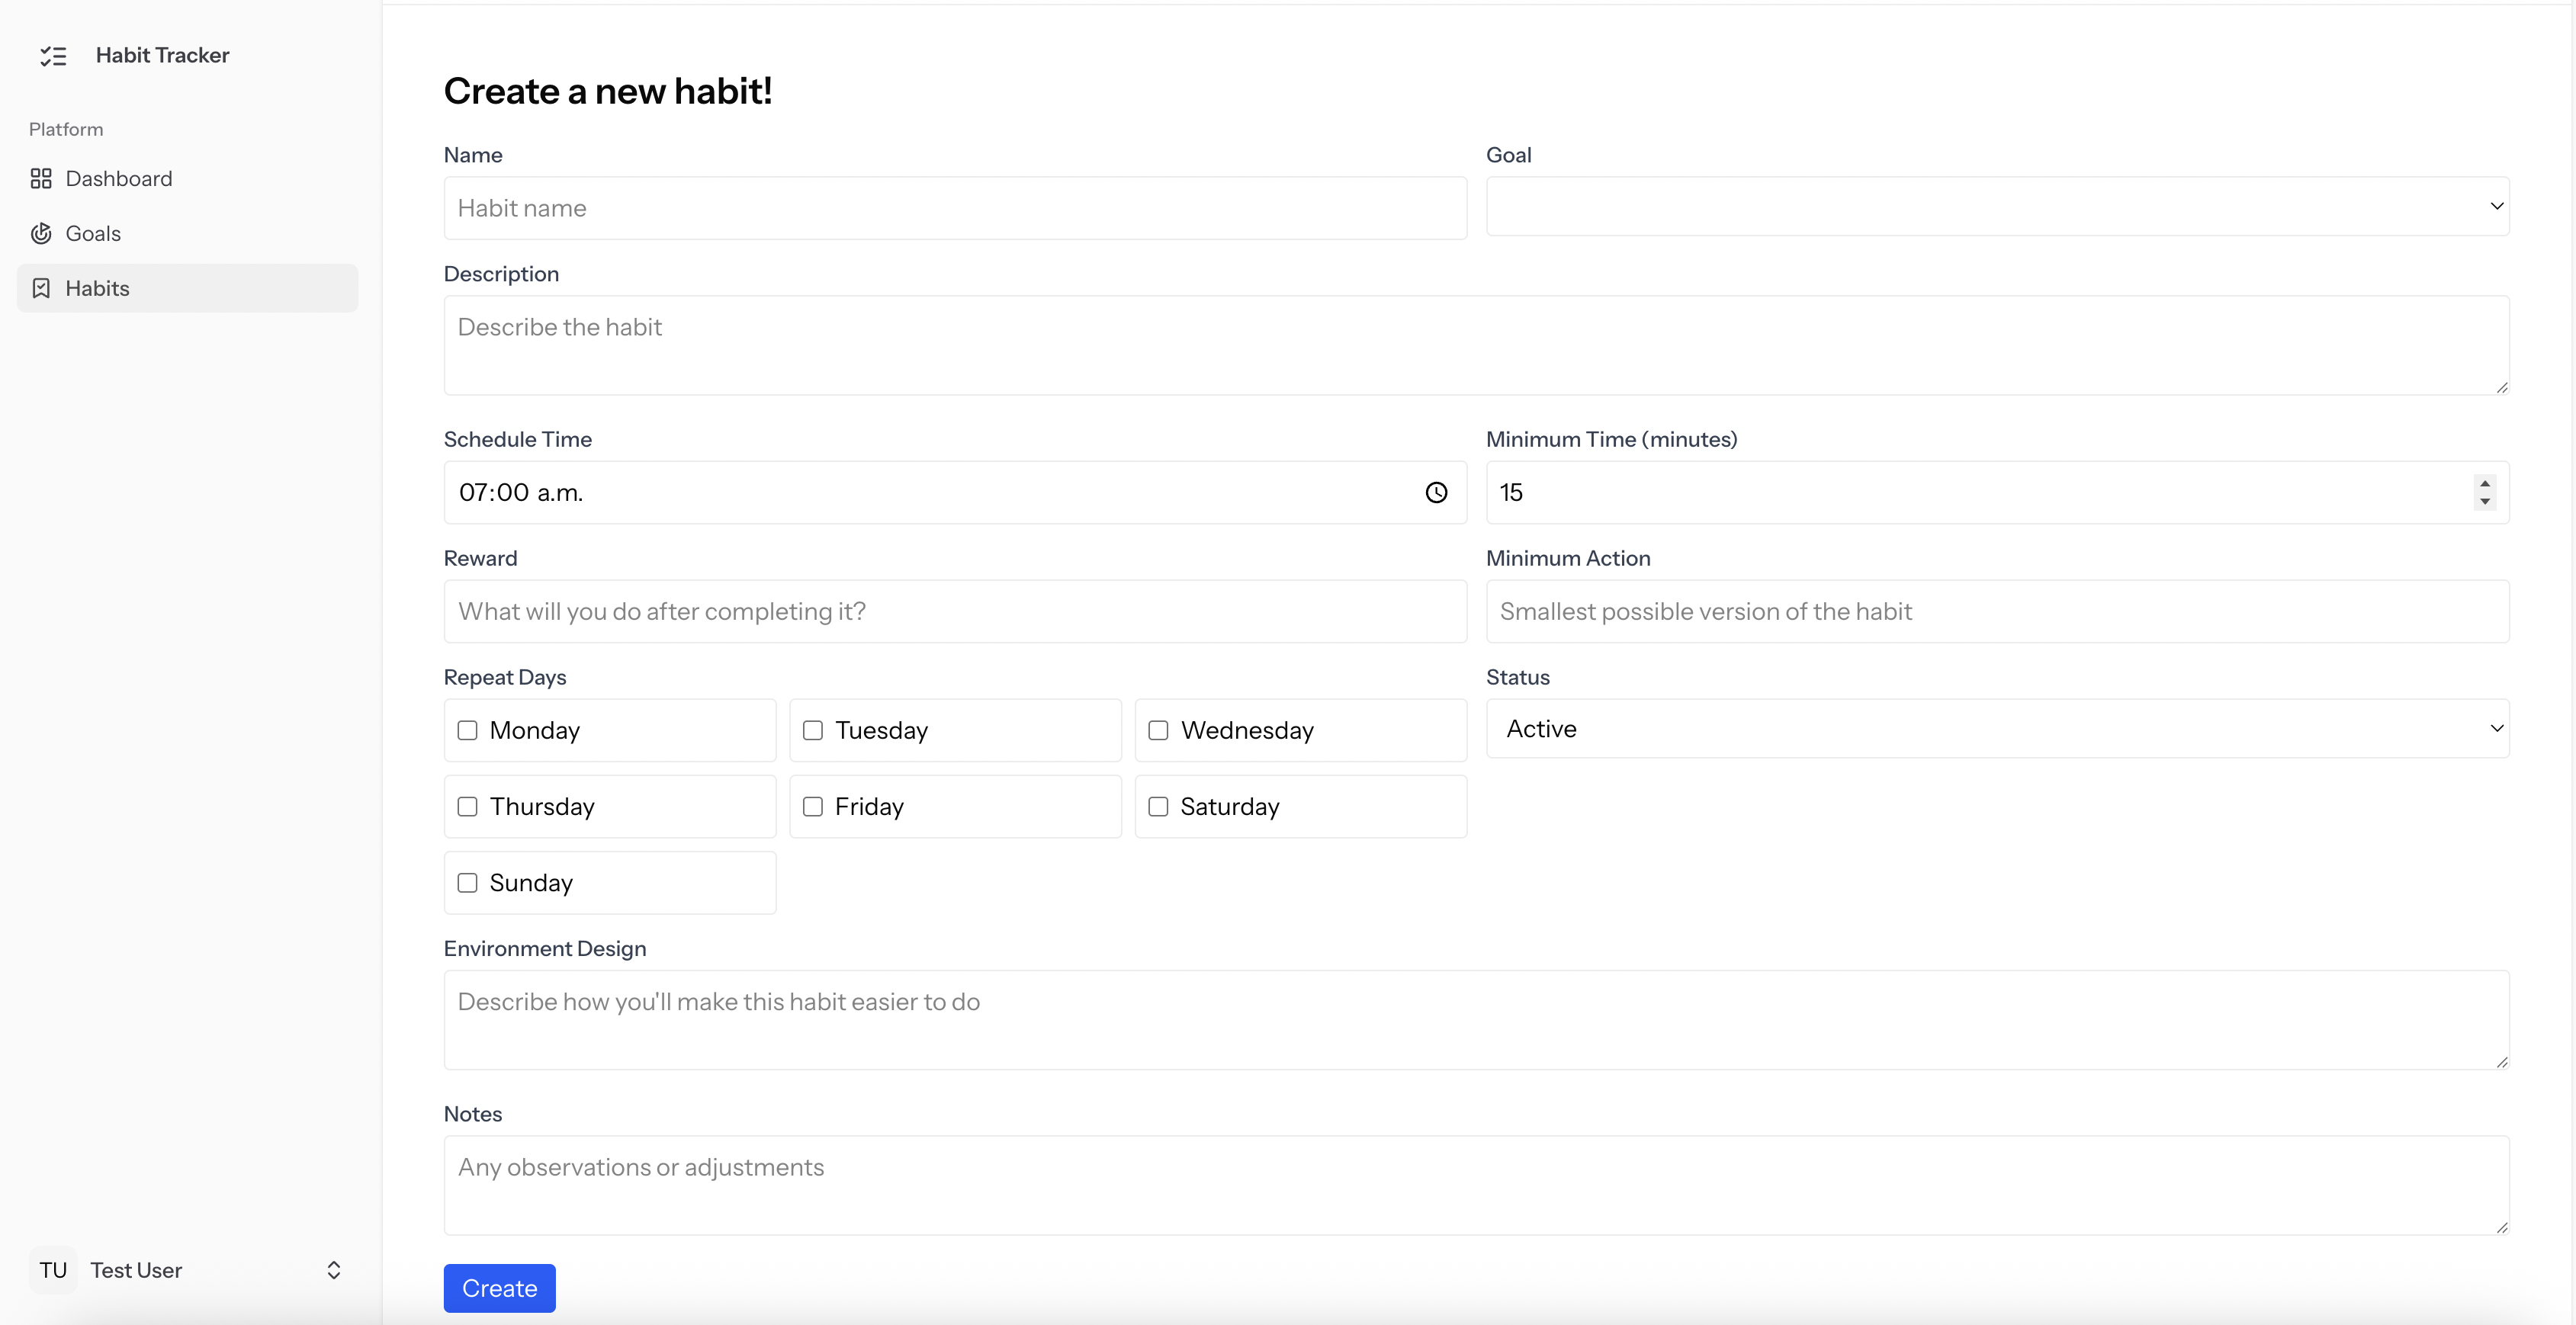 Habit Tracker
Platform
Dashboard
Goals
Habits
TU Test User
Create a new habit!
Name Goal
Habit name
Description
Describe the habit
Schedule Time Minimum Time (minutes)
07:00 a.m. 15
Reward Minimum Action
What will you do after completing it? Smallest possible version of the habit
Repeat Days Status
Monday Tuesday Wednesday Active
Thursday Friday Saturday
Sunday
Environment Design
Describe how you'll make this habit easier to do
Notes
Any observations or adjustments
Create